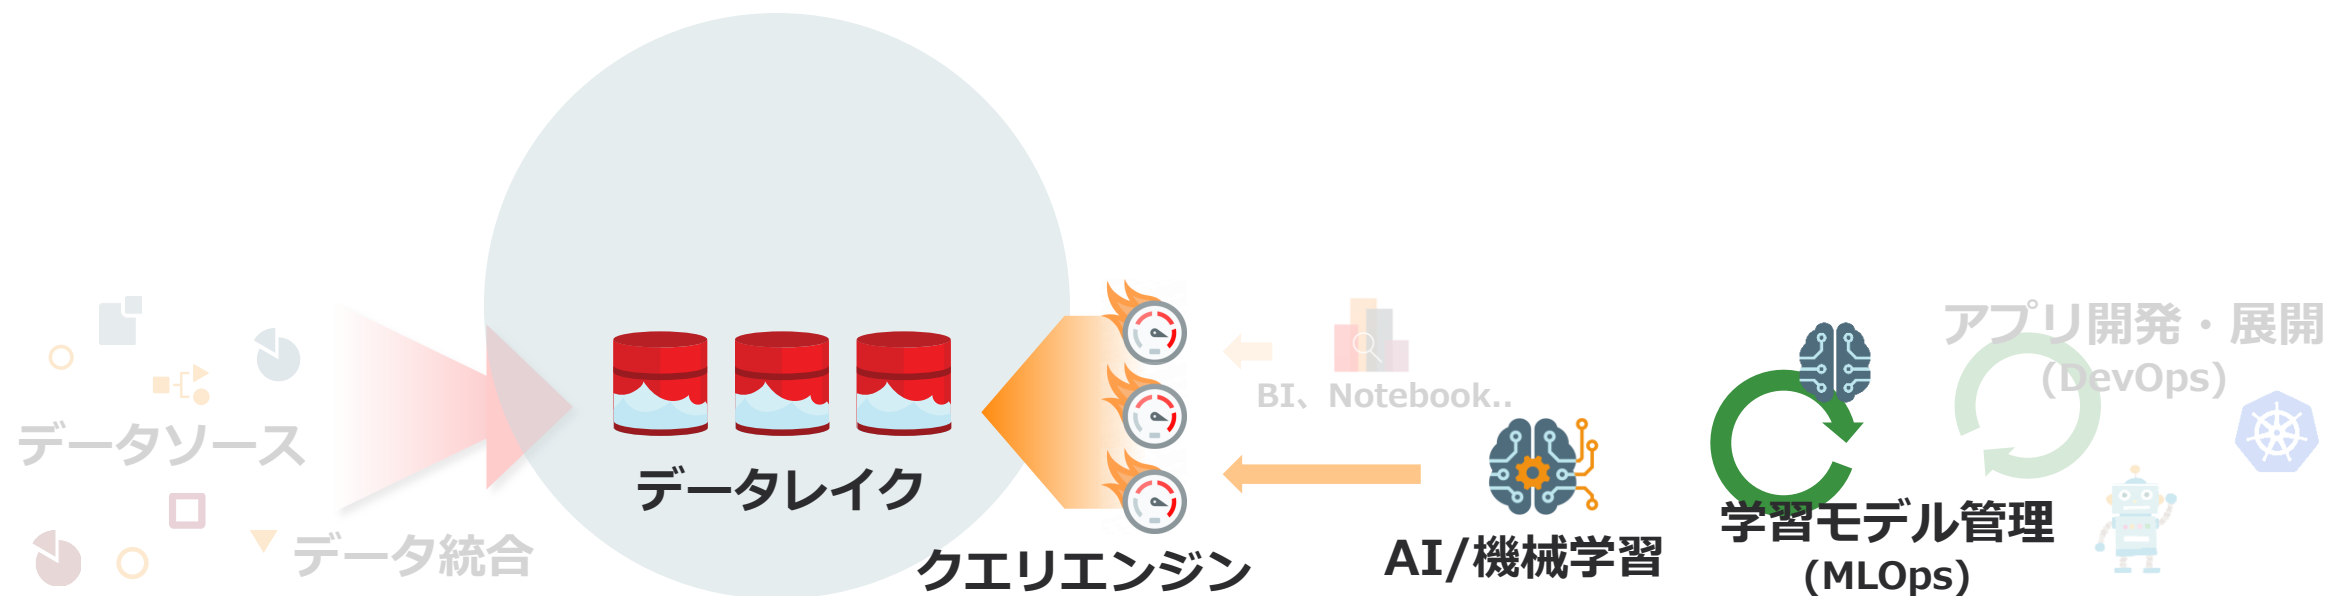 データソース
データ統合
データレイク
クエリエンジン
BI、Notebook..
AI/機械学習
学習モデル管理
(MLOps)
アプリ開発・展開
(DevOps)